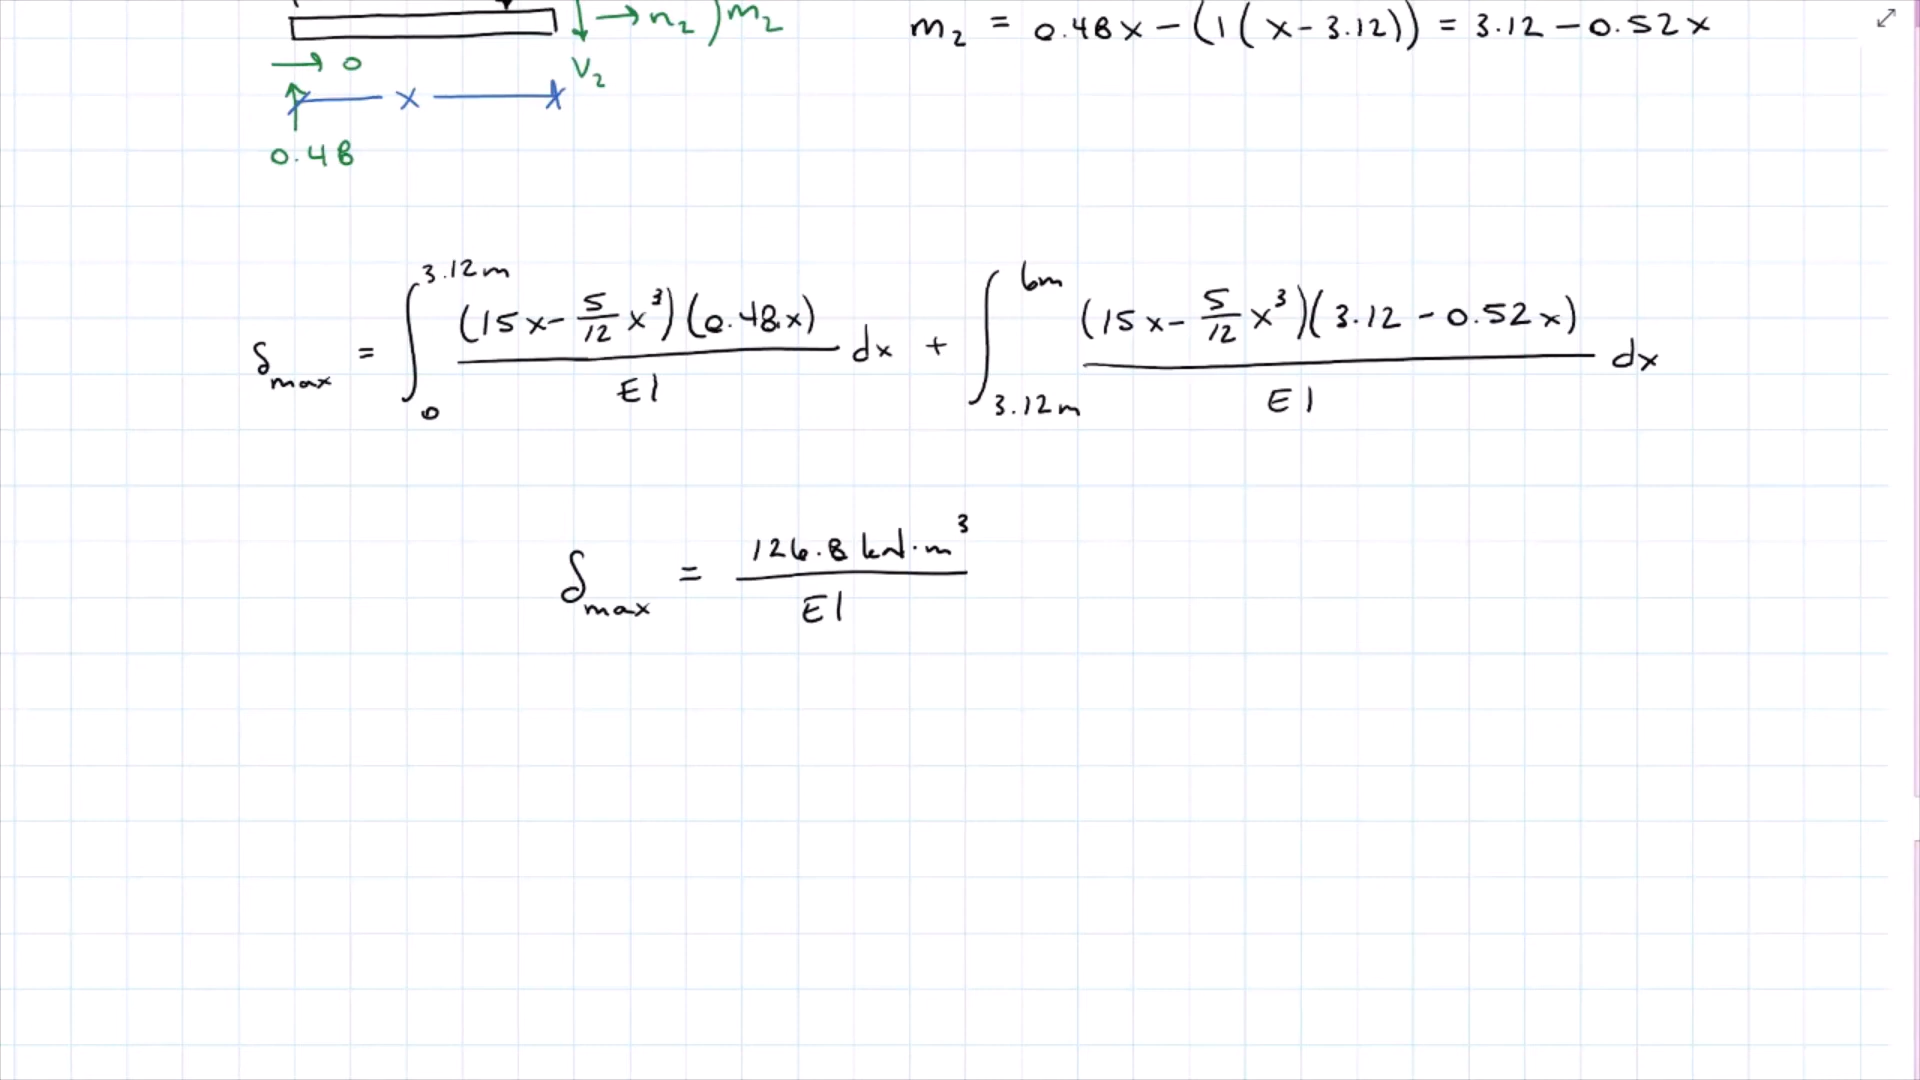 → n₂ ) m₂
m₂ = 0.48x - (1(x-3.12)) = 3.12 - 0.52x
→ 0
V₂
x
0.48
δmax = ∫₀^3.12m (15x - 5/12 x³)(0.48x) / EI dx + ∫3.12m^6m (15x - 5/12 x³)(3.12 - 0.52x) / EI dx
δmax = 126.8 kN·m³ / EI